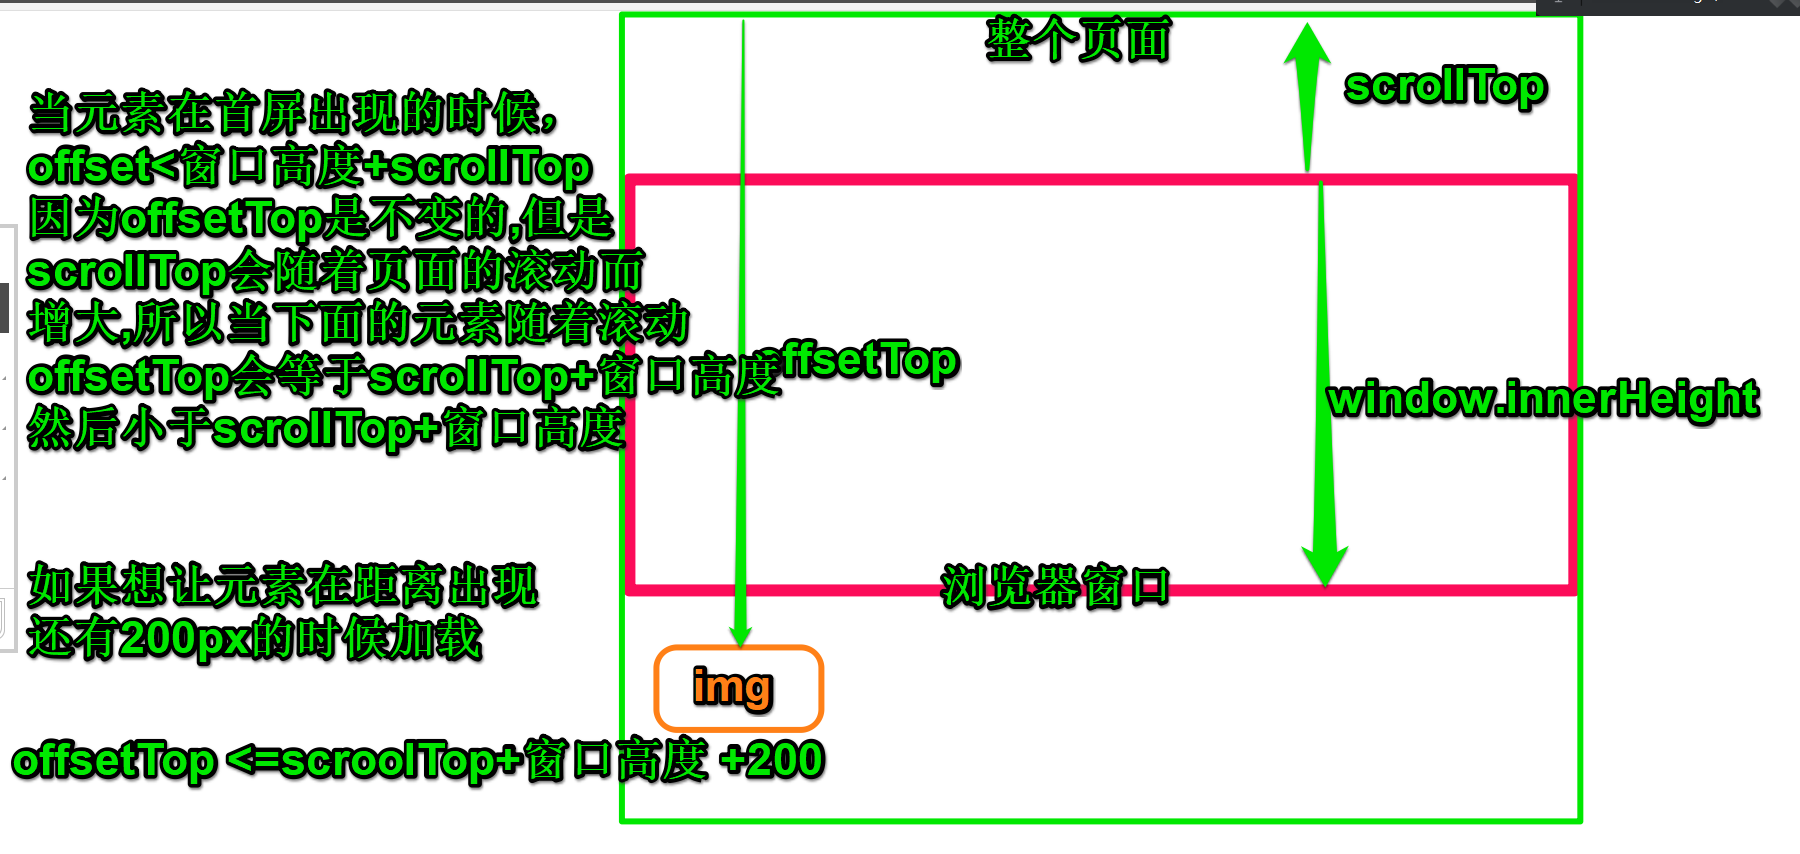 整个页面
scrollTop
当元素在首屏出现的时候，
offset<窗口高度+scrollTop
因为offsetTop是不变的,但是
scrollTop会随着页面的滚动而
增大,所以当下面的元素随着滚动
offsetTop会等于scrollTop+窗口高度
然后小于scrollTop+窗口高度
offsetTop
window.innerHeight
浏览器窗口
如果想让元素在距离出现
还有200px的时候加载
img
offsetTop <=scroolTop+窗口高度 +200